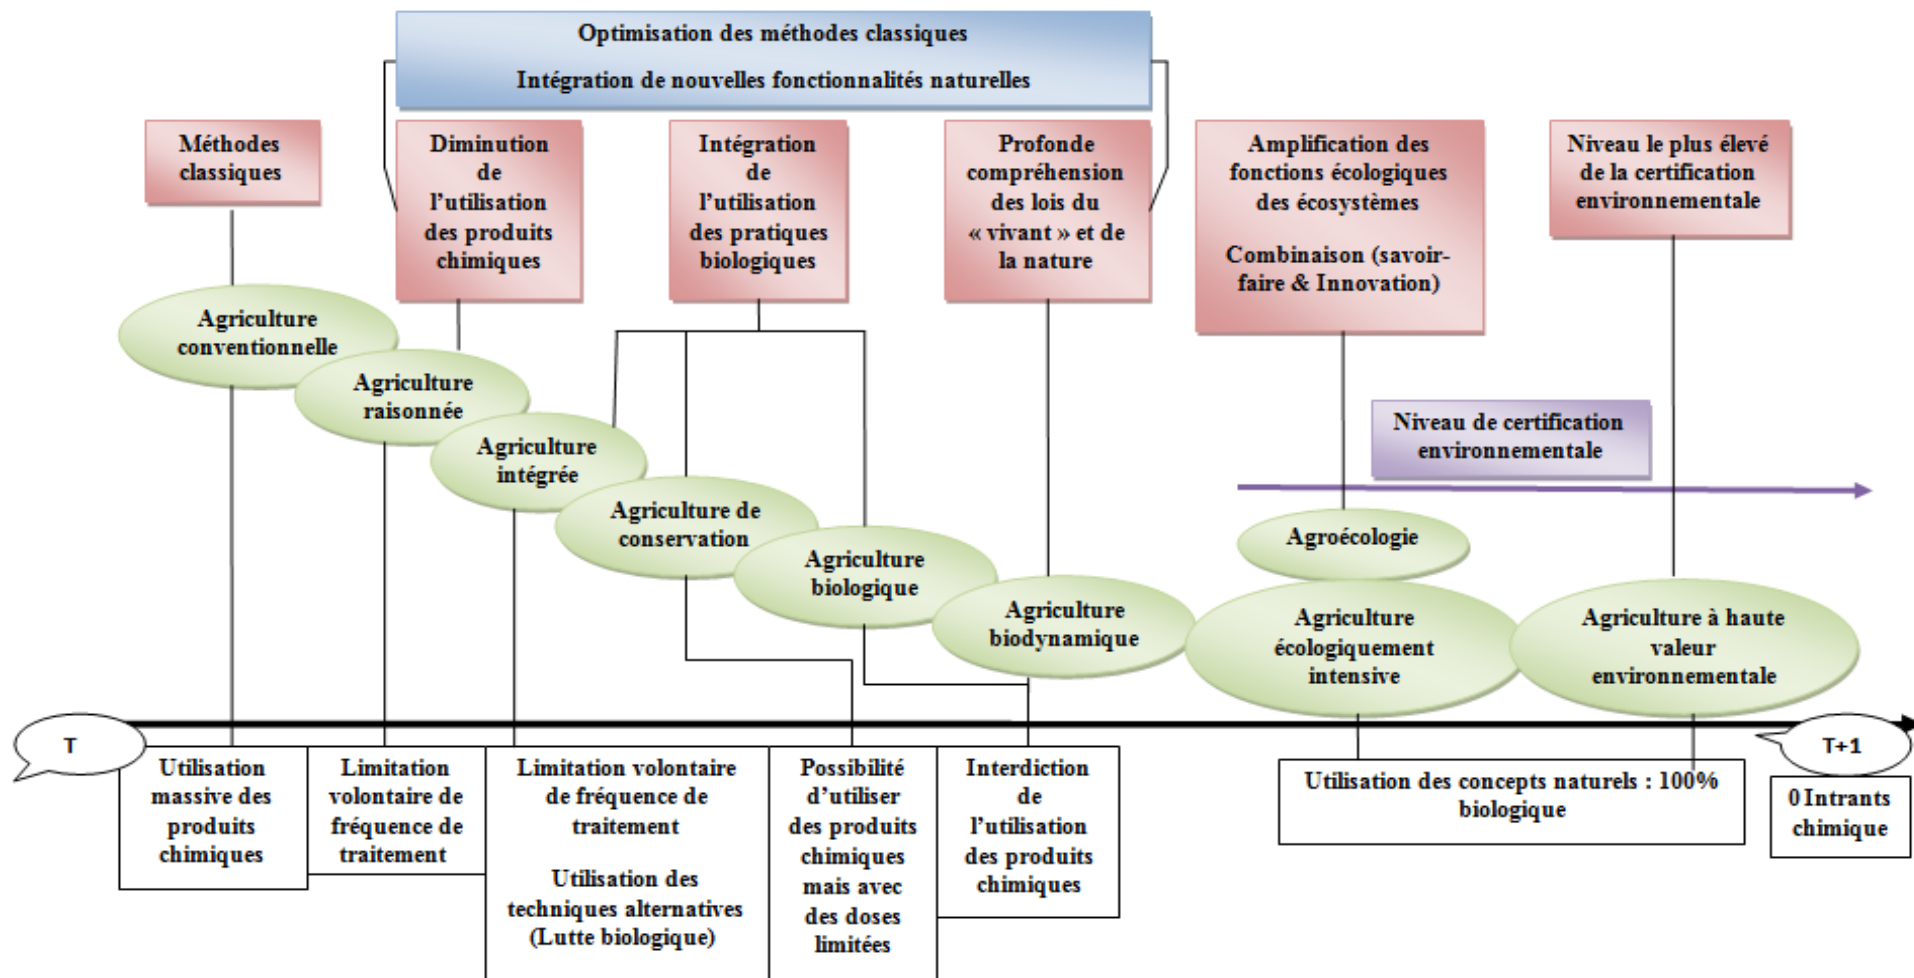 Optimisation des méthodes classiques
Intégration de nouvelles fonctionnalités naturelles
Méthodes
classiques
Diminution
de
l’utilisation
des produits
chimiques
Intégration
de
l’utilisation
des pratiques
biologiques
Profonde
compréhension
des lois du
« vivant » et de
la nature
Amplification des
fonctions écologiques
des écosystèmes
Combinaison (savoir-
faire & Innovation)
Niveau le plus élevé
de la certification
environnementale
Agriculture
conventionnelle
Agriculture
raisonnée
Agriculture
intégrée
Agriculture de
conservation
Agriculture
biologique
Agriculture
biodynamique
Niveau de certification
environnementale
Agroécologie
Agriculture
écologiquement
intensive
Agriculture à haute
valeur
environnementale
T
T+1
Utilisation
massive des
produits
chimiques
Limitation
volontaire de
fréquence de
traitement
Limitation volontaire
de fréquence de
traitement
Utilisation des
techniques alternatives
(Lutte biologique)
Possibilité
d’utiliser
des produits
chimiques
mais avec
des doses
limitées
Interdiction
de
l’utilisation
des produits
chimiques
Utilisation des concepts naturels : 100%
biologique
0 Intrants
chimique